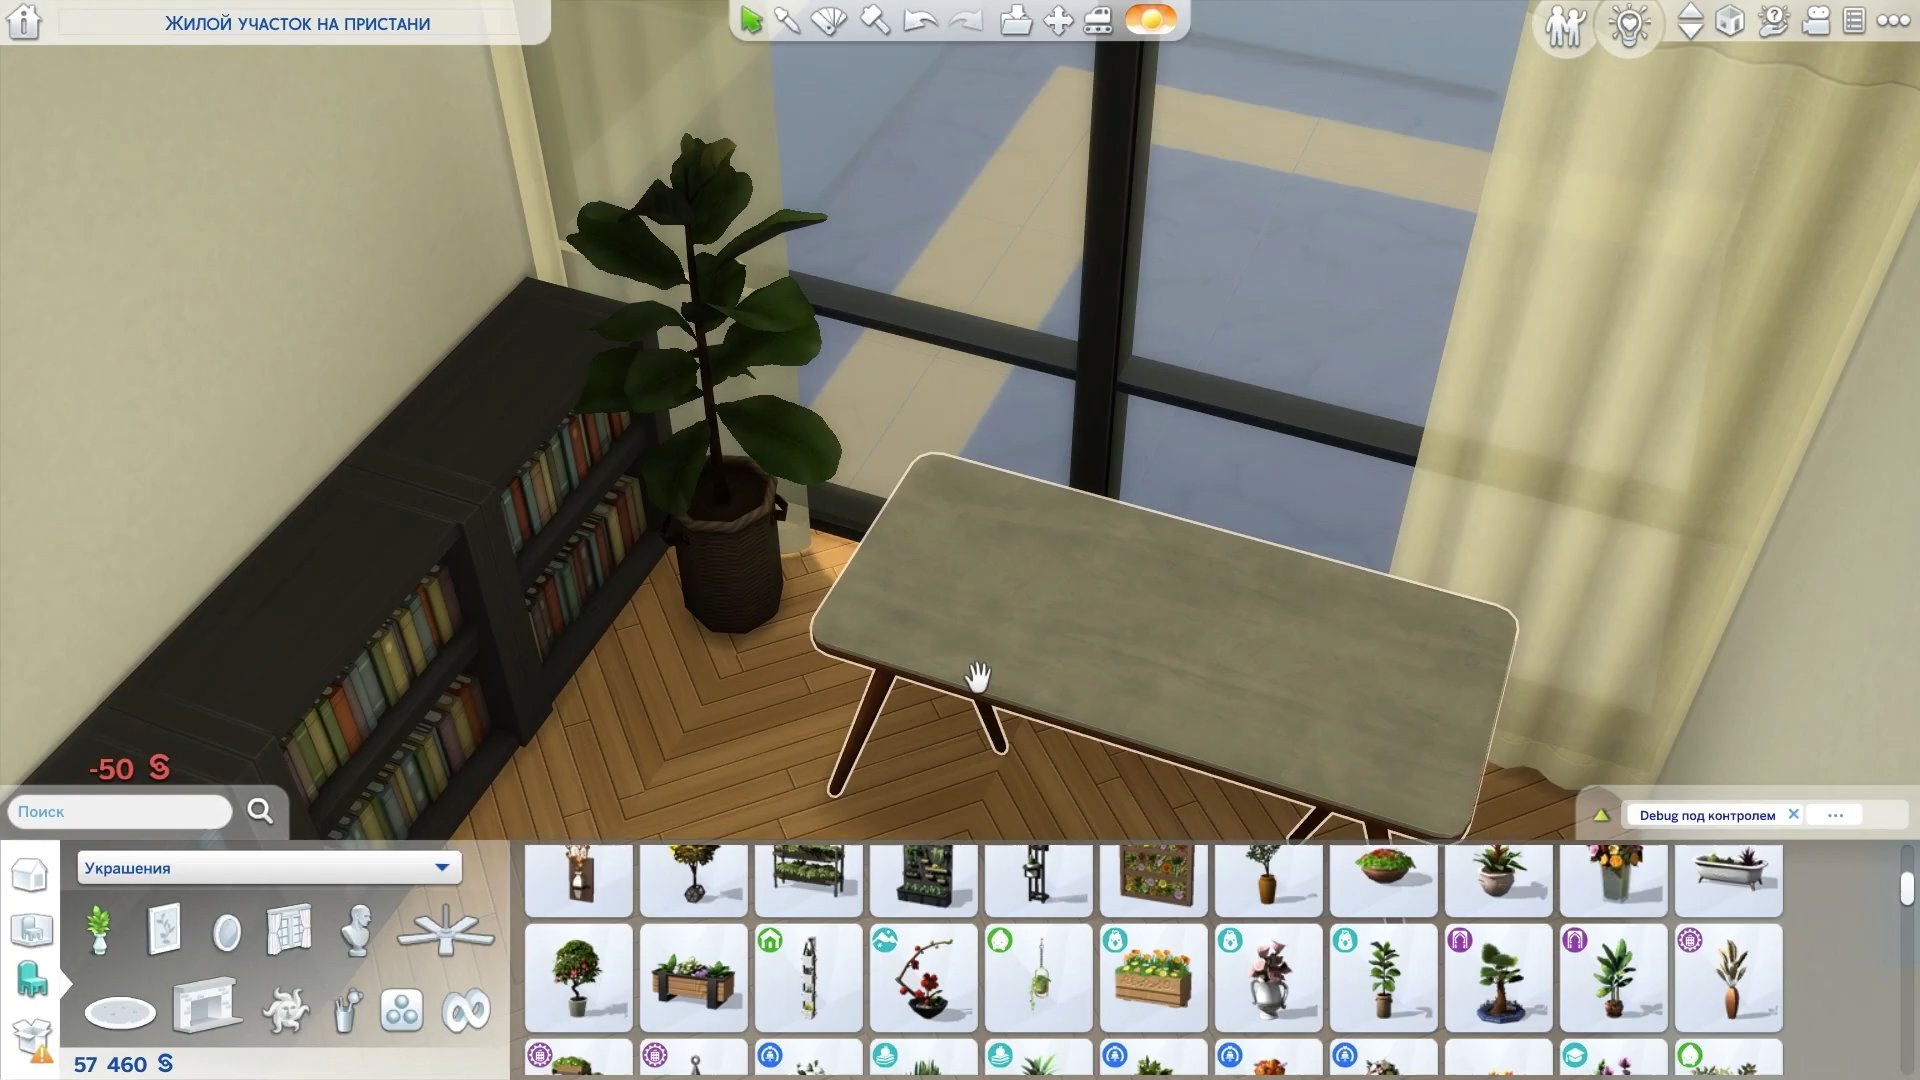 Жилой участок на пристани
-50 S
Поиск
Debug под контролем
Украшения
57 460 S